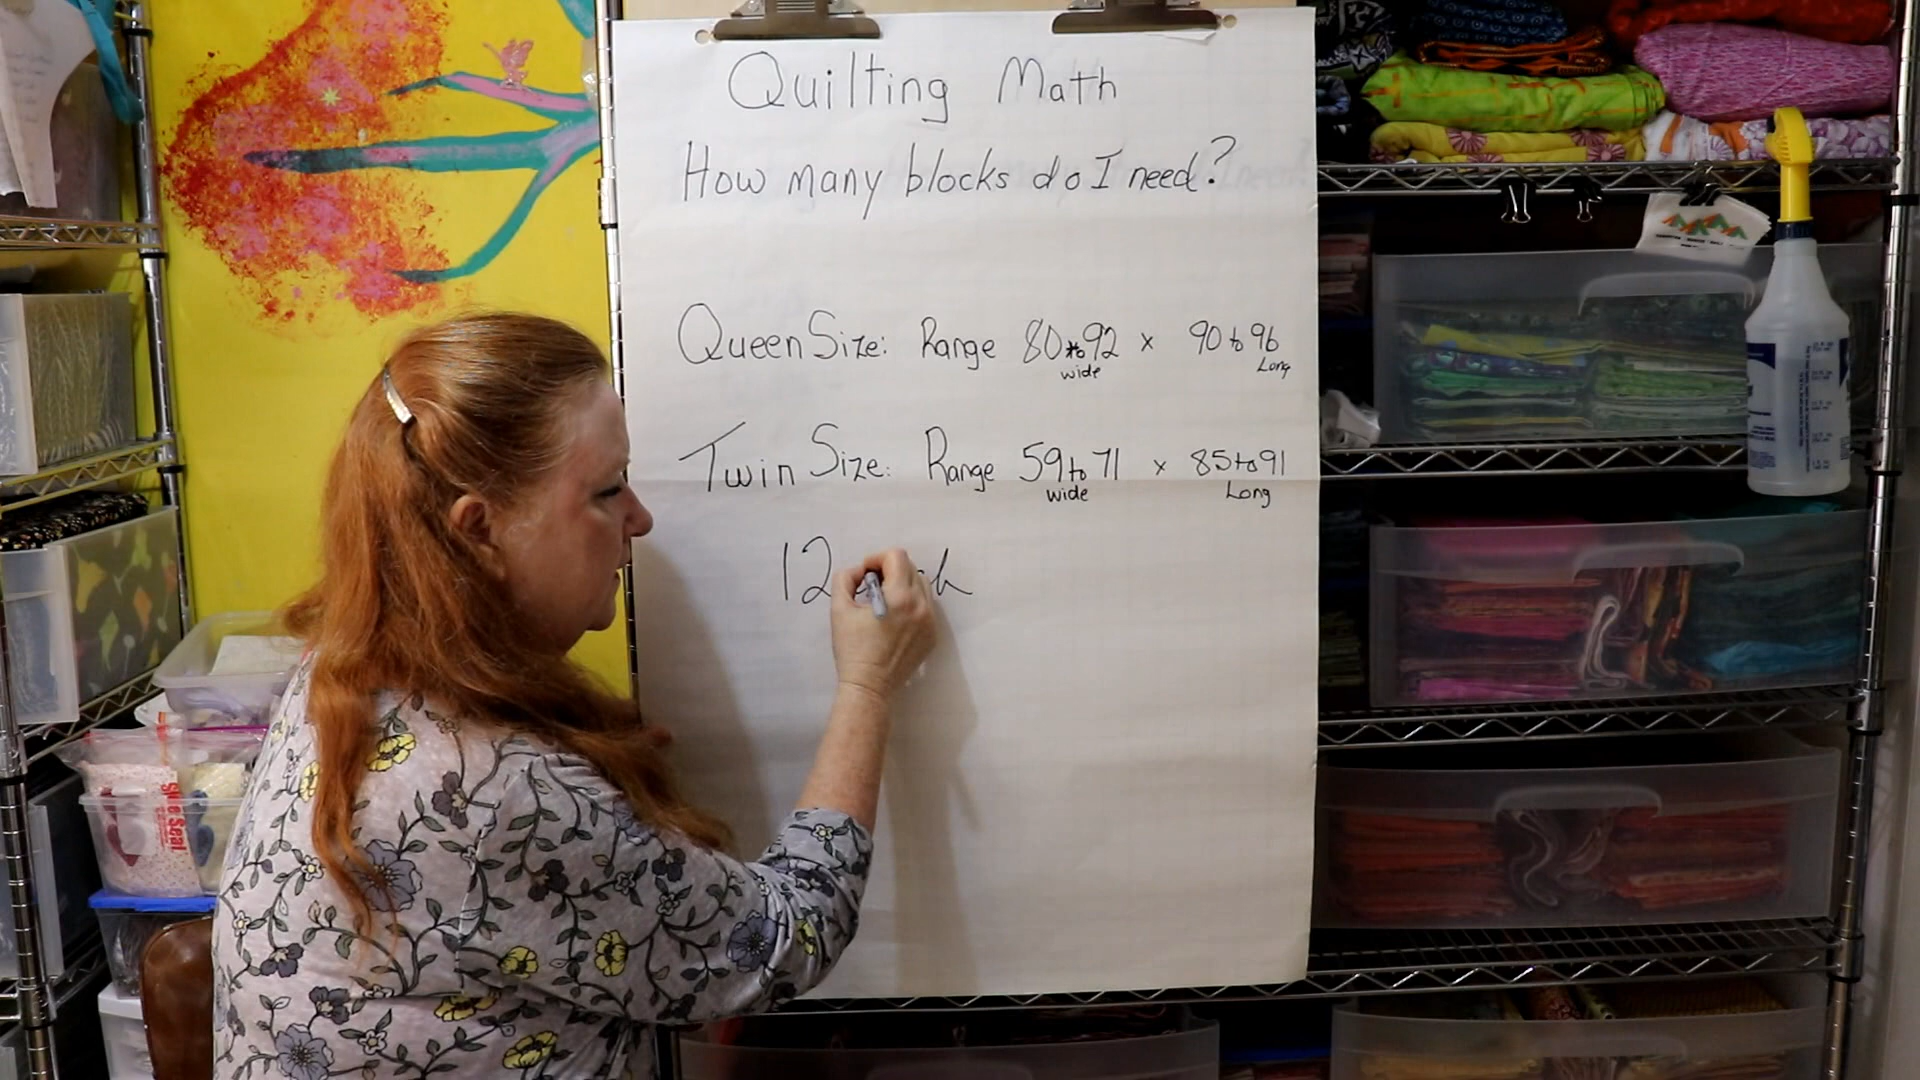 Quilting Math
How many blocks do I need?
Queen Size: Range 80 to 92 x 90 to 96
wide Long
Twin Size: Range 59 to 71 x 85 to 91
wide Long
12
Seal